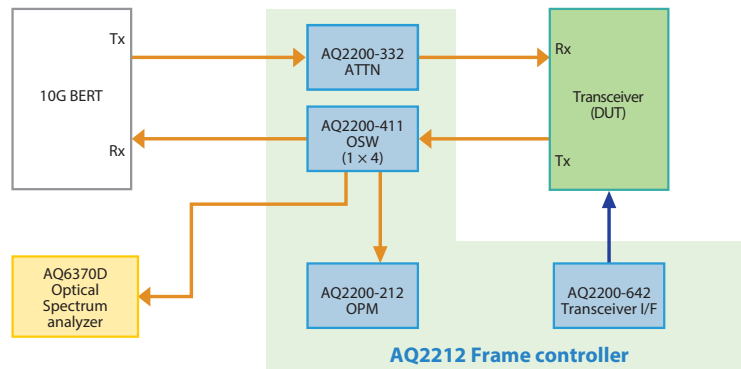 Tx
10G BERT
Rx
AQ2200-332
ATTN
AQ2200-411
OSW
(1 × 4)
Rx
Transceiver
(DUT)
Tx
AQ6370D
Optical
Spectrum
analyzer
AQ2200-212
OPM
AQ2200-642
Transceiver I/F
AQ2212 Frame controller